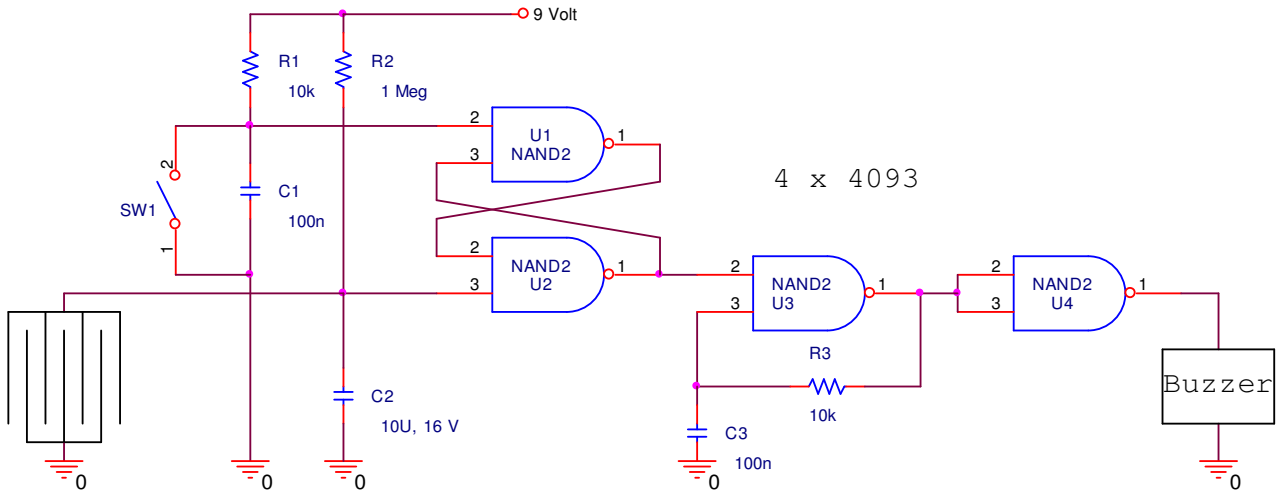 9 Volt
R1
10k
R2
1 Meg
2
U1
NAND2
1
3
4 x 4093
2
SW1
1
C1
100n
2
NAND2
U2
1
3
2
NAND2
U3
1
3
2
NAND2
U4
1
3
R3
10k
C2
10U, 16 V
C3
100n
Buzzer
0
0
0
0
0